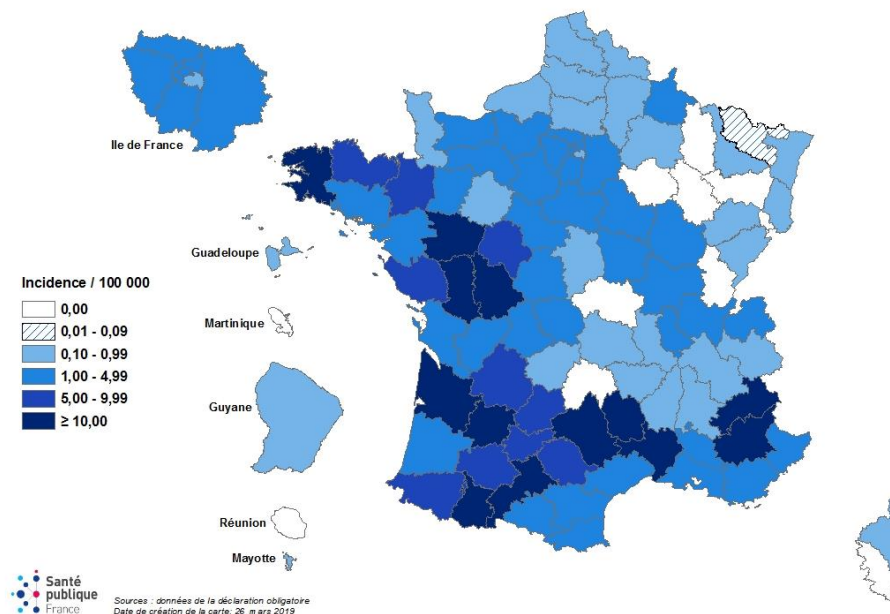 Ile de France
Guadeloupe
Incidence / 100 000
0,00
0,01 - 0,09
0,10 - 0,99
1,00 - 4,99
5,00 - 9,99
≥ 10,00
Martinique
Guyane
Réunion
Mayotte
Santé
publique
France
Sources : données de la déclaration obligatoire
Date de création de la carte: 26 mars 2019